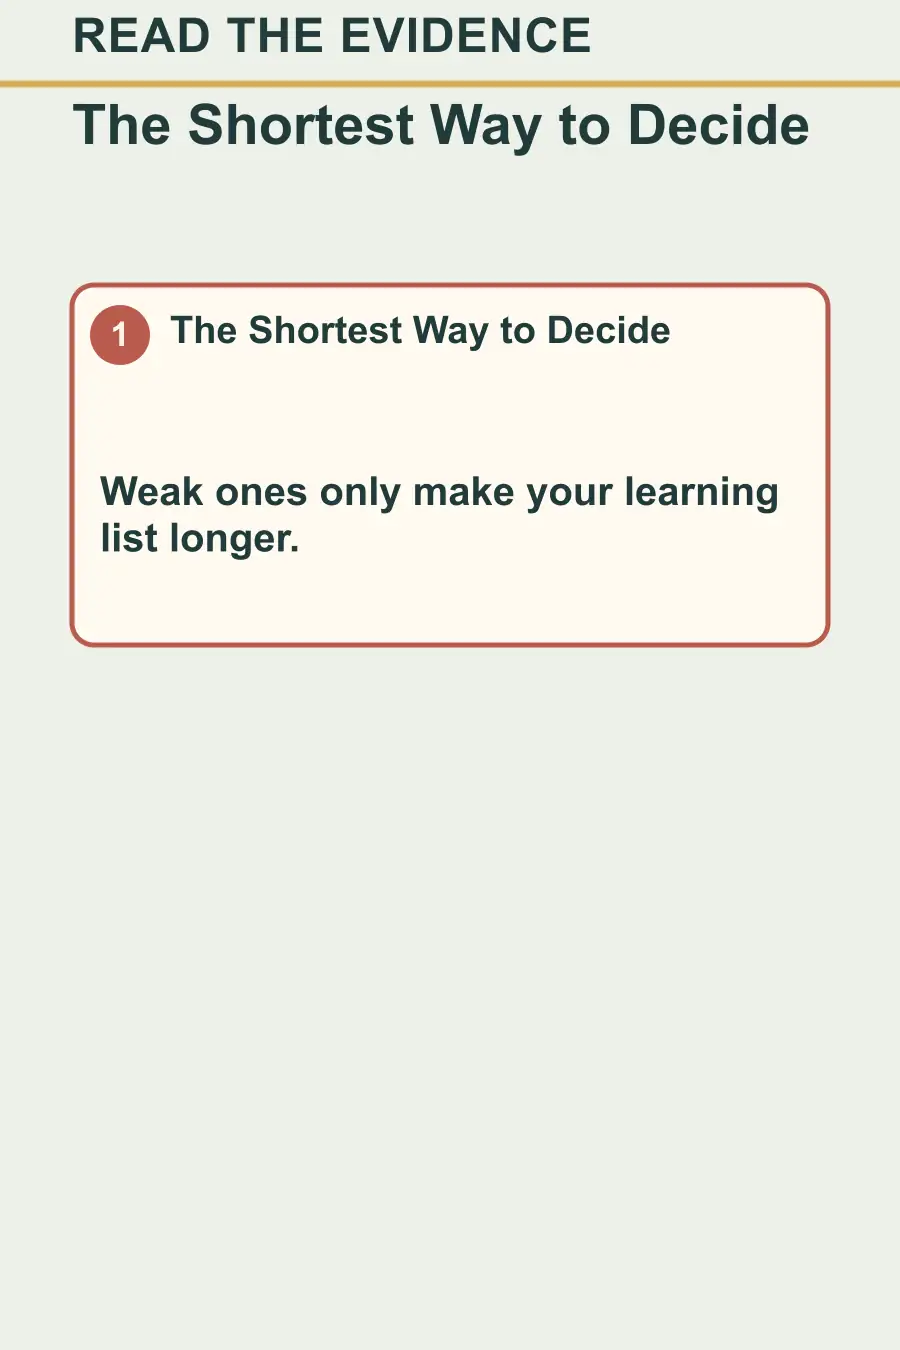 READ THE EVIDENCE
The Shortest Way to Decide
1 The Shortest Way to Decide
Weak ones only make your learning
list longer.